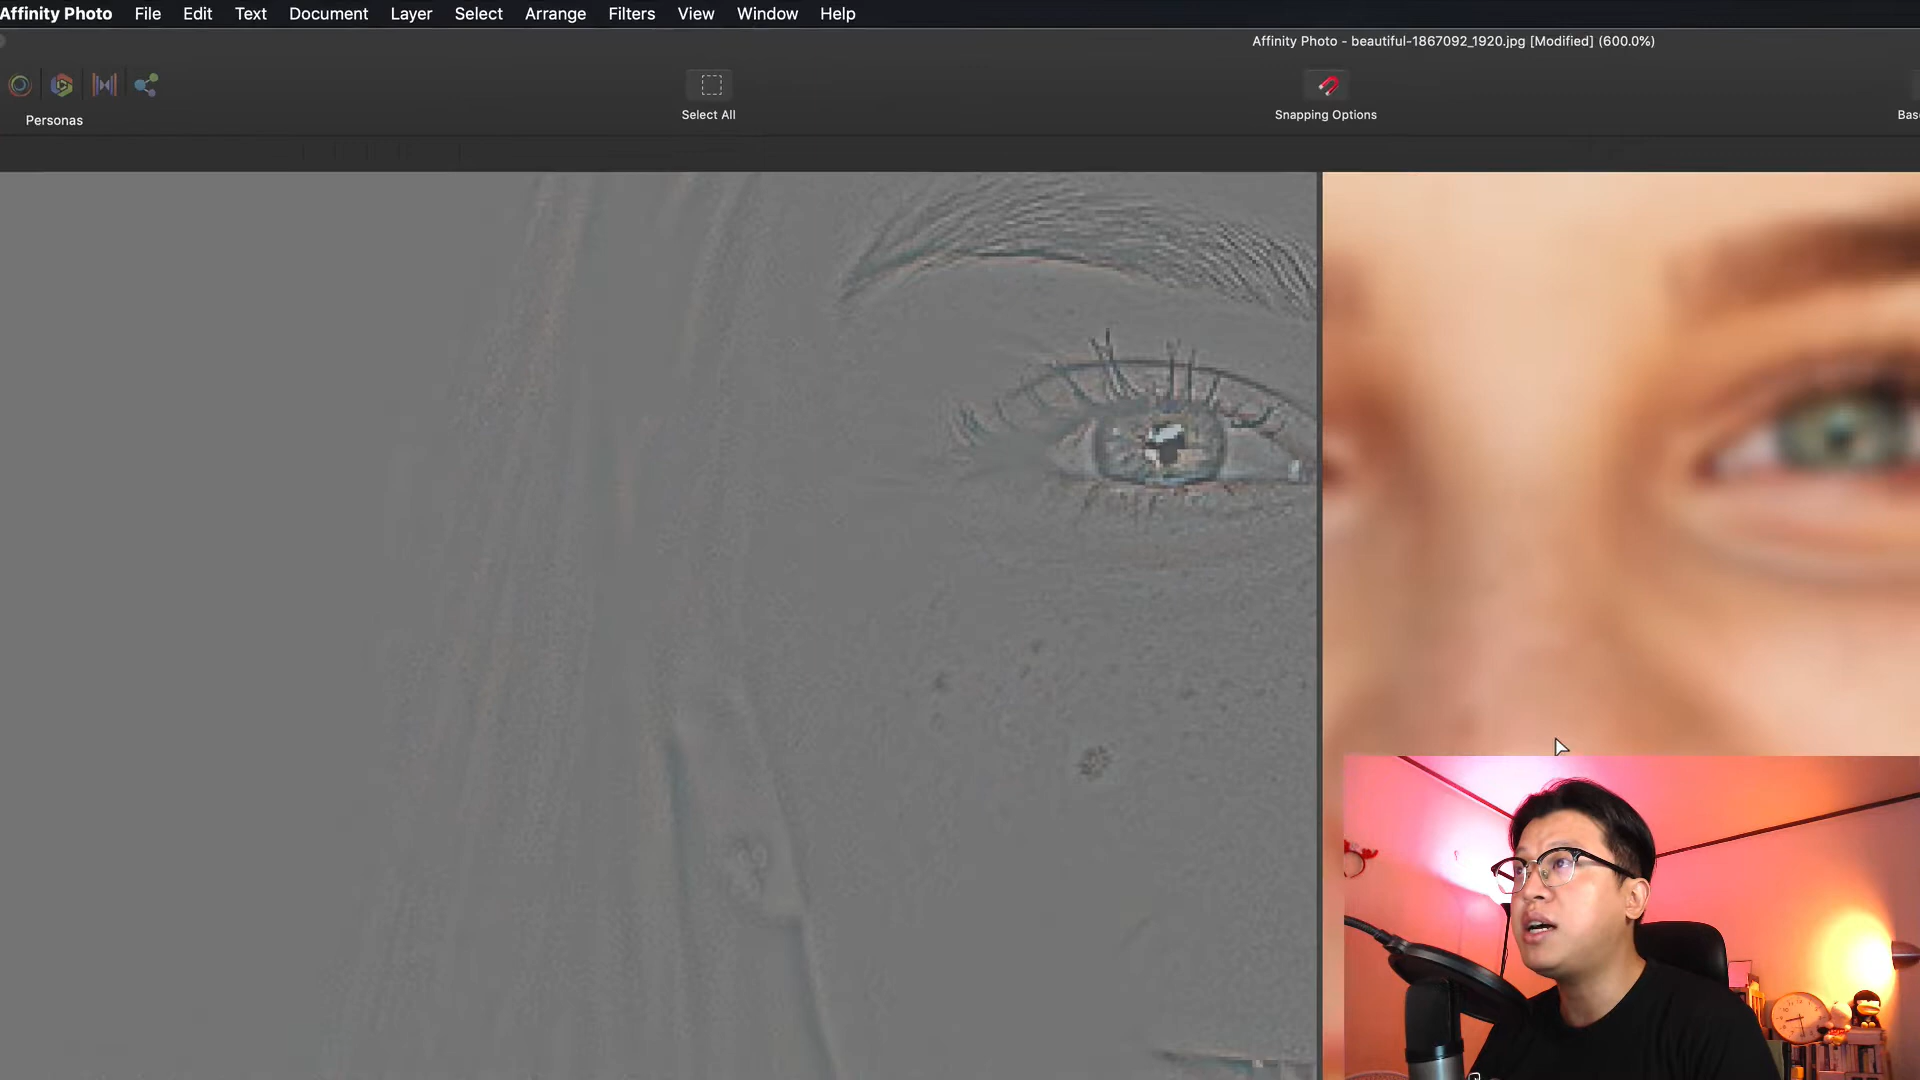 Affinity Photo File Edit Text Document Layer Select Arrange Filters View Window Help
Affinity Photo - beautiful-1867092_1920.jpg [Modified] (600.0%)
Personas
Select All
Snapping Options
Bas